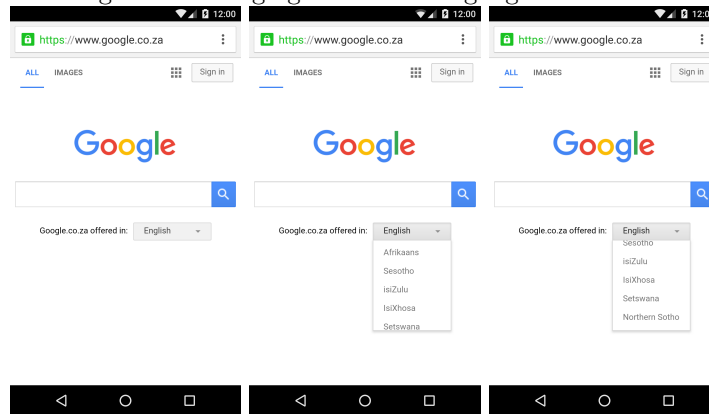 12:00
https://www.google.co.za
ALL IMAGES Sign in
Google
Google.co.za offered in: English
12:00
https://www.google.co.za
ALL IMAGES Sign in
Google
Google.co.za offered in: English
Afrikaans
Sesotho
isiZulu
IsiXhosa
Setswana
12:0
https://www.google.co.za
ALL IMAGES Sign in
Google
Google.co.za offered in: English
Sesotho
isiZulu
IsiXhosa
Setswana
Northern Sotho